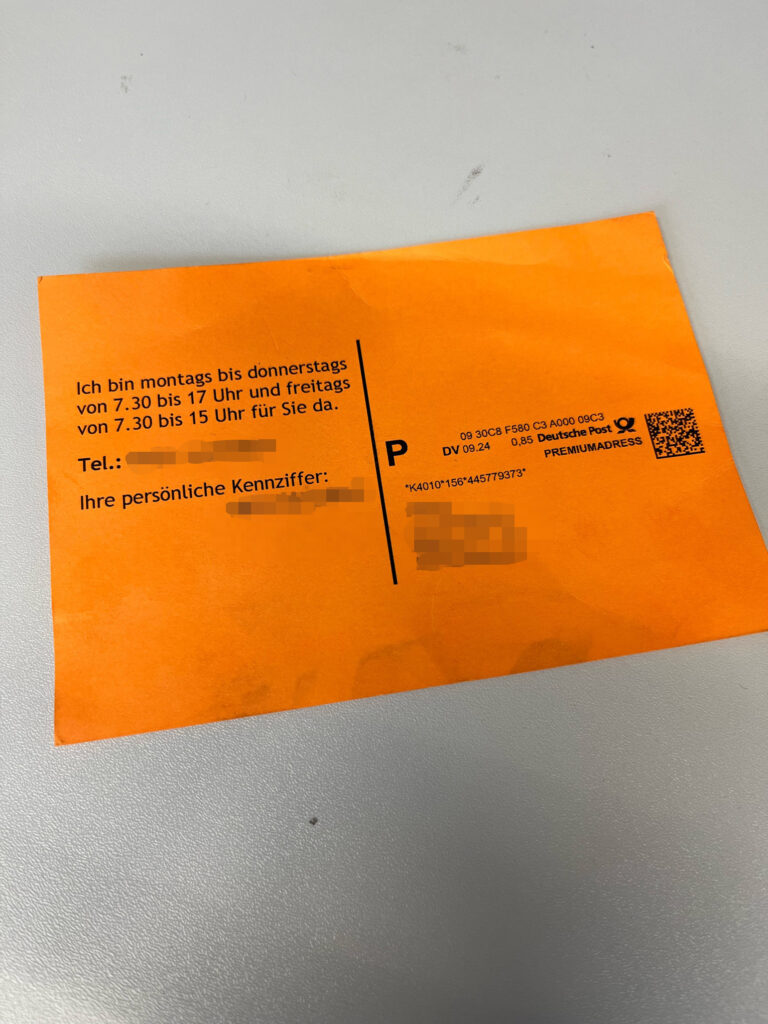 Ich bin montags bis donnerstags
von 7.30 bis 17 Uhr und freitags
von 7.30 bis 15 Uhr für Sie da.
Tel.:
Ihre persönliche Kennziffer:
P
09 30C8 F580 C3 A000 09C3
DV 09.24 0,85 Deutsche Post
PREMIUMADRESS
*K4010*156*445779373*